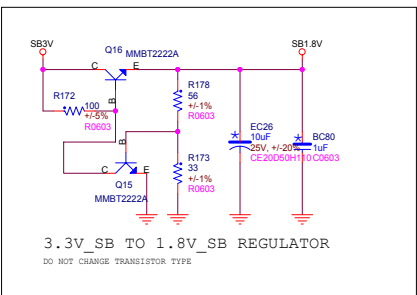 SB3V
Q16
MMBT2222A
SB1.8V
C
E
B
R172
100
+/-5%
R0603
R178
56
+/-1%
R0603
EC26
10uF
25V, +/-20%
CE20D50H110
BC80
1uF
C0603
B
C
E
Q15
MMBT2222A
R173
33
+/-1%
R0603
3.3V_SB TO 1.8V_SB REGULATOR
DO NOT CHANGE TRANSISTOR TYPE